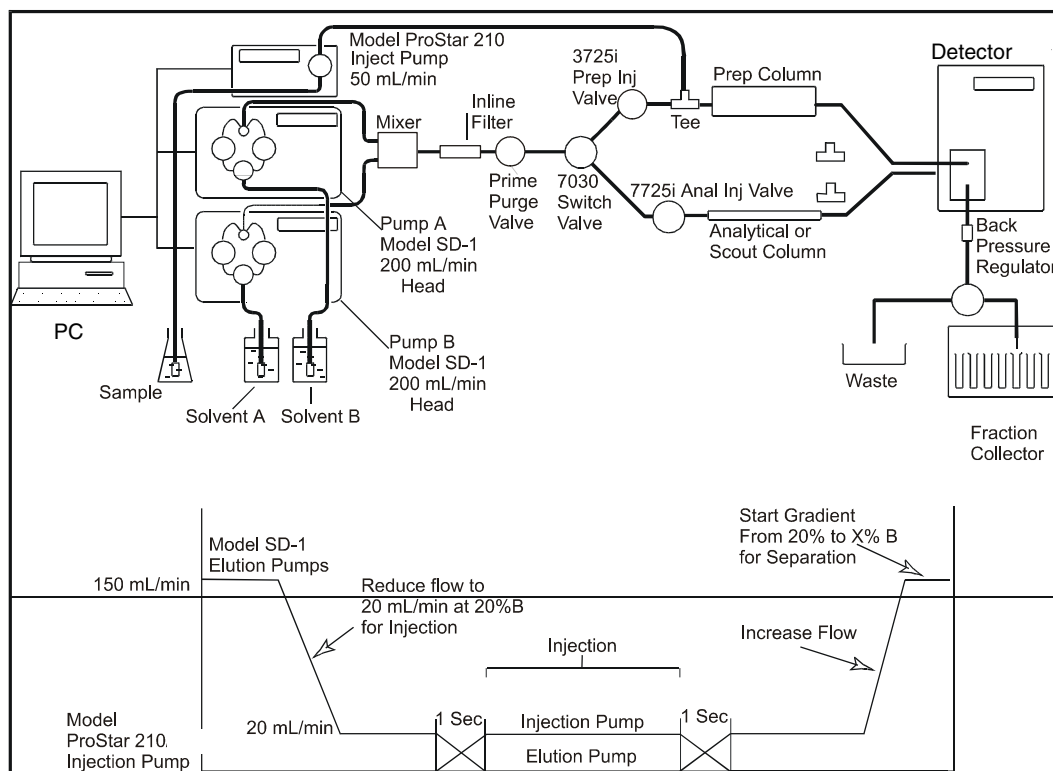 Model ProStar 210
Inject Pump
50 mL/min
3725i
Prep Inj
Valve
Prep Column
Detector
Inline
Filter
Mixer
Tee
Prime
Purge
Valve
7030
Switch
Valve
7725i Anal Inj Valve
Analytical or
Scout Column
Back
Pressure
Regulator
Pump A
Model SD-1
200 mL/min
Head
PC
Pump B
Model SD-1
200 mL/min
Head
Sample
Solvent A
Solvent B
Waste
Fraction
Collector
Start Gradient
From 20% to X% B
for Separation
Model SD-1
Elution Pumps
150 mL/min
Reduce flow to
20 mL/min at 20%B
for Injection
Increase Flow
Injection
1 Sec
1 Sec
20 mL/min
Injection Pump
Elution Pump
Model
ProStar 210.
Injection Pump